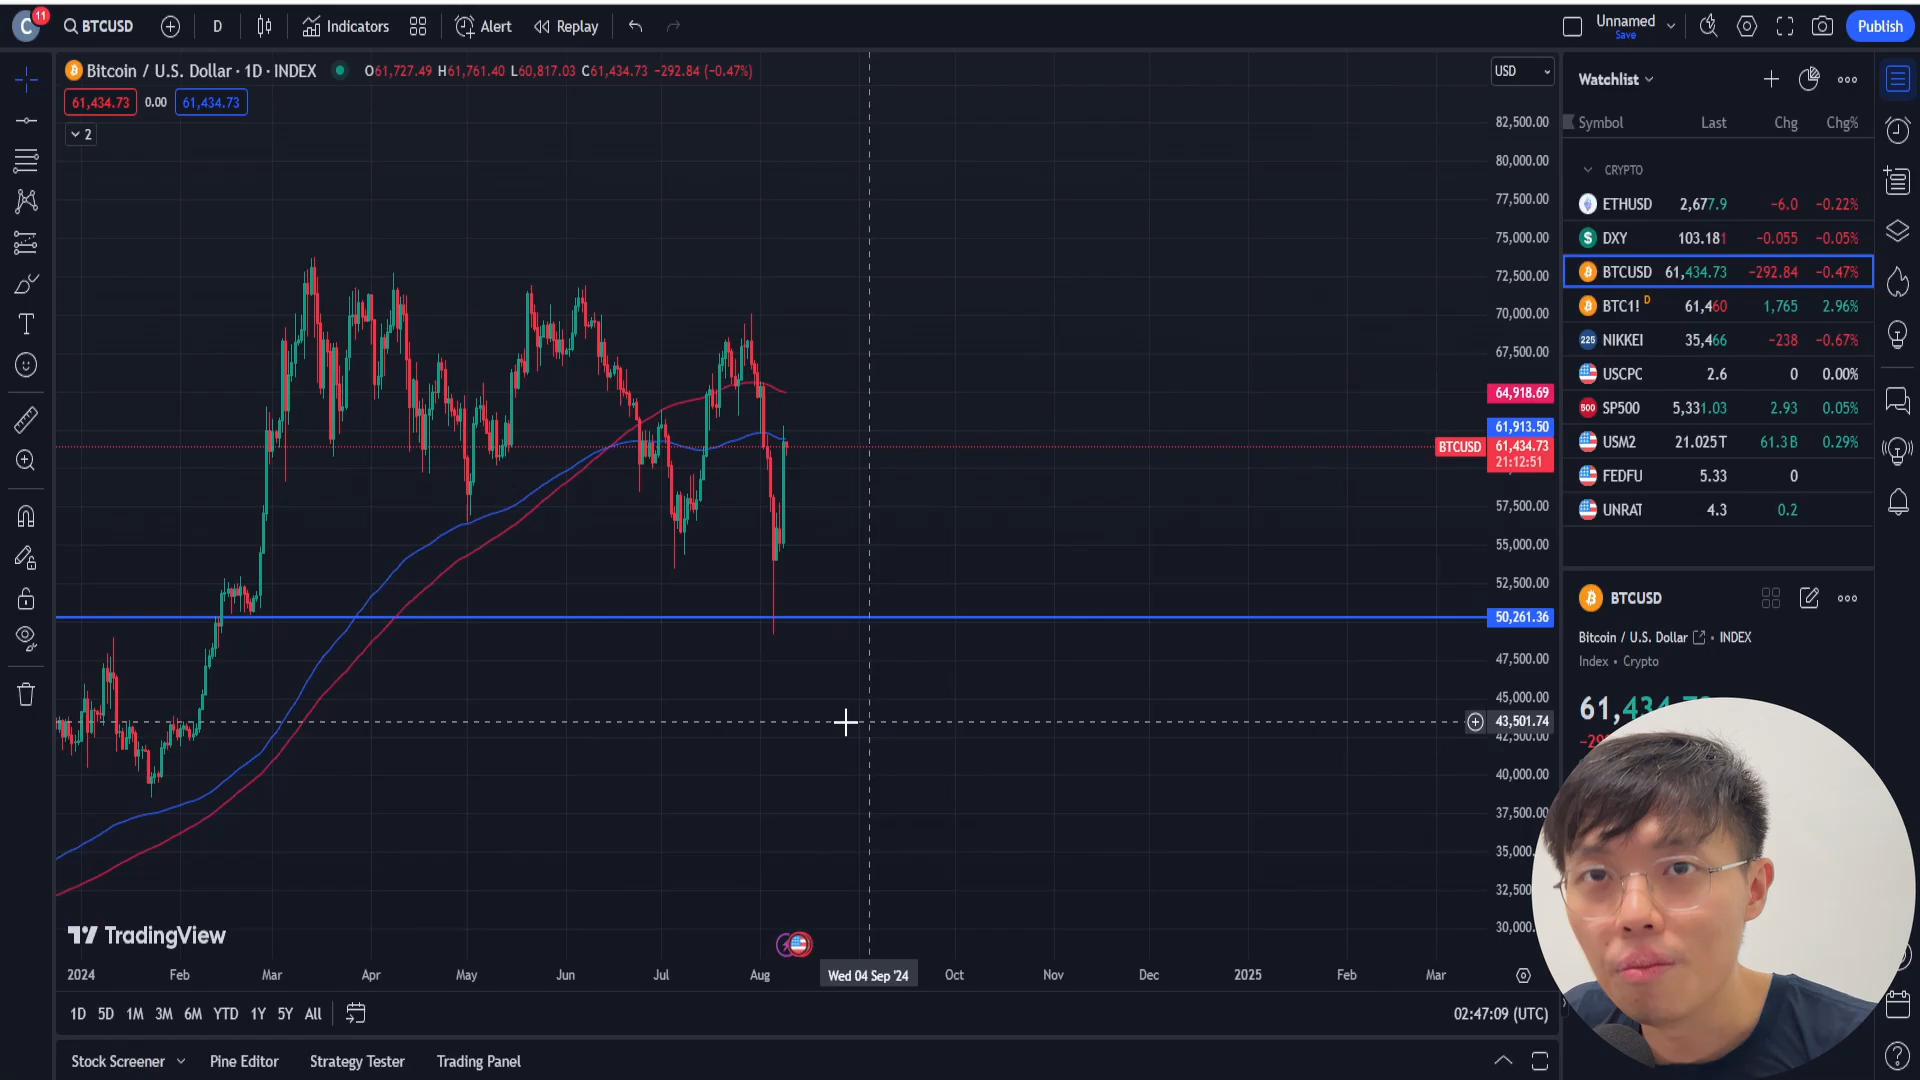 C 11 BTCUSD D Indicators Alert Replay Unnamed Save Publish
Bitcoin / U.S. Dollar · 1D · INDEX O61,727.49 H61,761.40 L60,817.03 C61,434.73 −292.84 (−0.47%)
61,434.73 0.00 61,434.73
2
USD
82,500.00
80,000.00
77,500.00
75,000.00
72,500.00
70,000.00
67,500.00
64,918.69
61,913.50
BTCUSD 61,434.73
21:12:51
57,500.00
55,000.00
52,500.00
50,261.36
47,500.00
45,000.00
43,501.74
42,500.00
40,000.00
37,500.00
35,000.
32,500
30,000.
TradingView
2024 Feb Mar Apr May Jun Jul Aug Wed 04 Sep '24 Oct Nov Dec 2025 Feb Mar
1D 5D 1M 3M 6M YTD 1Y 5Y All 02:47:09 (UTC)
Stock Screener Pine Editor Strategy Tester Trading Panel
Watchlist
Symbol Last Chg Chg%
CRYPTO
ETHUSD 2,677.9 −6.0 −0.22%
$ DXY 103.181 −0.055 −0.05%
BTCUSD 61,434.73 −292.84 −0.47%
BTC1! D 61,460 1,765 2.96%
225 NIKKEI 35,466 −238 −0.67%
USCPC 2.6 0 0.00%
500 SP500 5,331.03 2.93 0.05%
USM2 21.025T 61.3B 0.29%
FEDFU 5.33 0
UNRAT 4.3 0.2
BTCUSD
Bitcoin / U.S. Dollar · INDEX
Index • Crypto
61,434.73